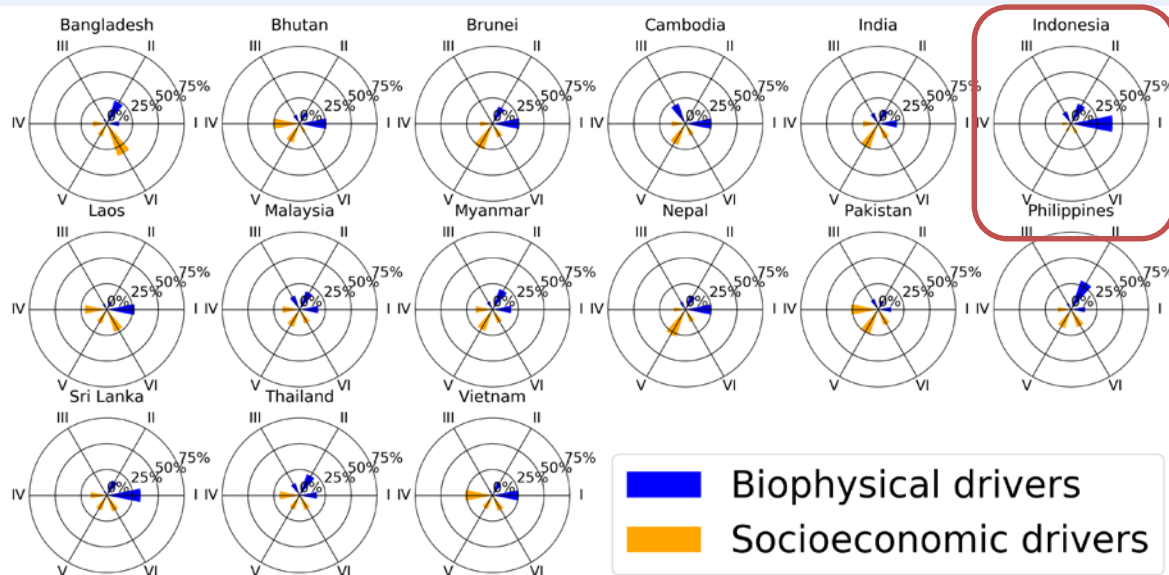 Bangladesh Bhutan Brunei Cambodia India Indonesia
III II III II III II III II III II III II
75% 75% 75% 75% 75% 75%
50% 50% 50% 50% 50% 50%
25% 25% 25% 25% 25% 25%
0% 0% 0% 0% 0% 0%
IV I IV I IV I IV I IV I IV I
V VI V VI V VI V VI V VI V VI
Laos Malaysia Myanmar Nepal Pakistan Philippines
III II III II III II III II III II III II
75% 75% 75% 75% 75% 75%
50% 50% 50% 50% 50% 50%
25% 25% 25% 25% 25% 25%
0% 0% 0% 0% 0% 0%
IV I IV I IV I IV I IV I IV I
V VI V VI V VI V VI V VI V VI
Sri Lanka Thailand Vietnam
III II III II III II
75% 75% 75%
50% 50% 50%
25% 25% 25%
0% 0% 0%
IV I IV I IV I
V VI V VI V VI
Biophysical drivers
Socioeconomic drivers